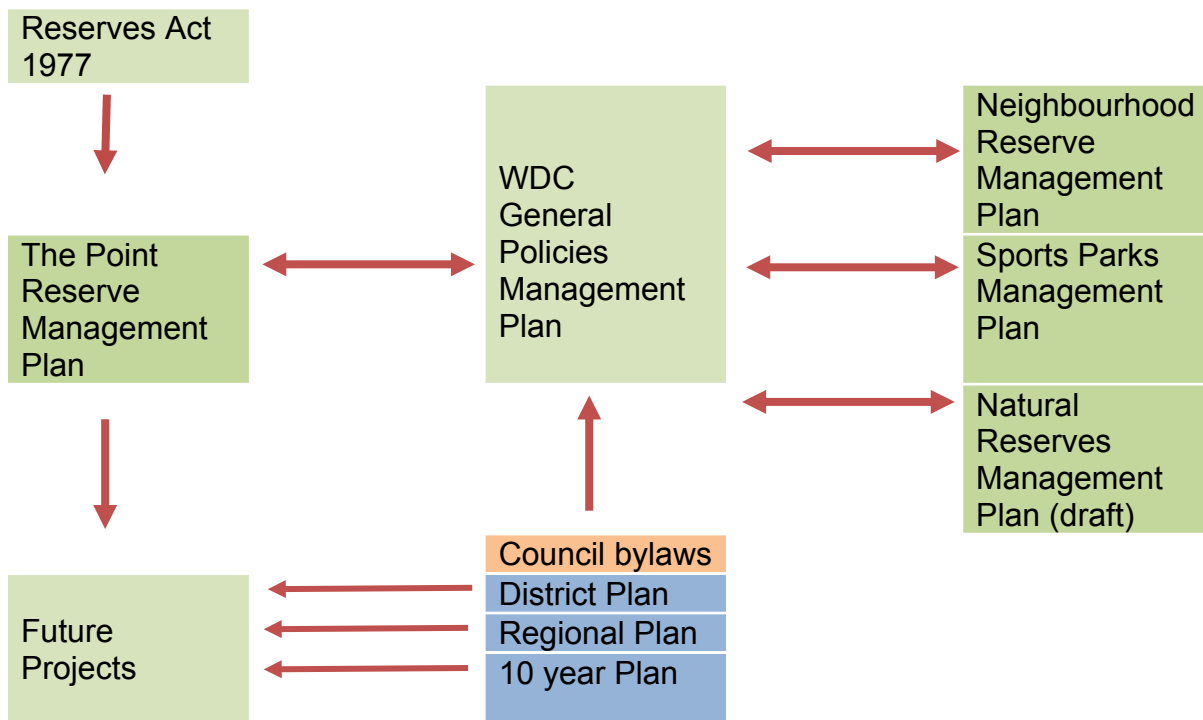 Reserves Act
1977
The Point
Reserve
Management
Plan
Future
Projects
WDC
General
Policies
Management
Plan
Council bylaws
District Plan
Regional Plan
10 year Plan
Neighbourhood
Reserve
Management
Plan
Sports Parks
Management
Plan
Natural
Reserves
Management
Plan (draft)